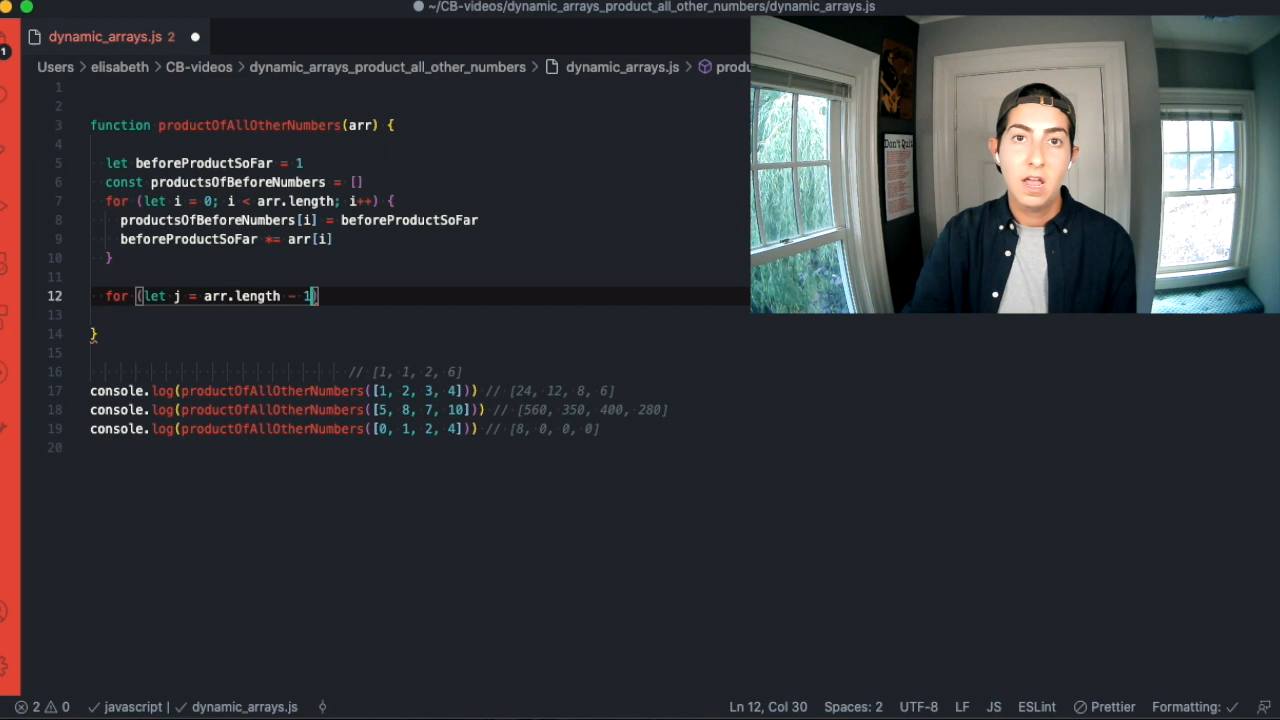 ~/CB-videos/dynamic_arrays_product_all_other_numbers/dynamic_arrays.js
dynamic_arrays.js 2
Users > elisabeth > CB-videos > dynamic_arrays_product_all_other_numbers > dynamic_arrays.js > produ
1
1
2
3 function productOfAllOtherNumbers(arr) {
4
5 let beforeProductSoFar = 1
6 const productsOfBeforeNumbers = []
7 for (let i = 0; i < arr.length; i++) {
8 productsOfBeforeNumbers[i] = beforeProductSoFar
9 beforeProductSoFar *= arr[i]
10 }
11
12 for (let j = arr.length - 1)
13
14 }
15
16 // [1, 1, 2, 6]
17 console.log(productOfAllOtherNumbers([1, 2, 3, 4])) // [24, 12, 8, 6]
18 console.log(productOfAllOtherNumbers([5, 8, 7, 10])) // [560, 350, 400, 280]
19 console.log(productOfAllOtherNumbers([0, 1, 2, 4])) // [8, 0, 0, 0]
20
Don't Quit
2 0 javascript | dynamic_arrays.js Ln 12, Col 30 Spaces: 2 UTF-8 LF JS ESLint Prettier Formatting: